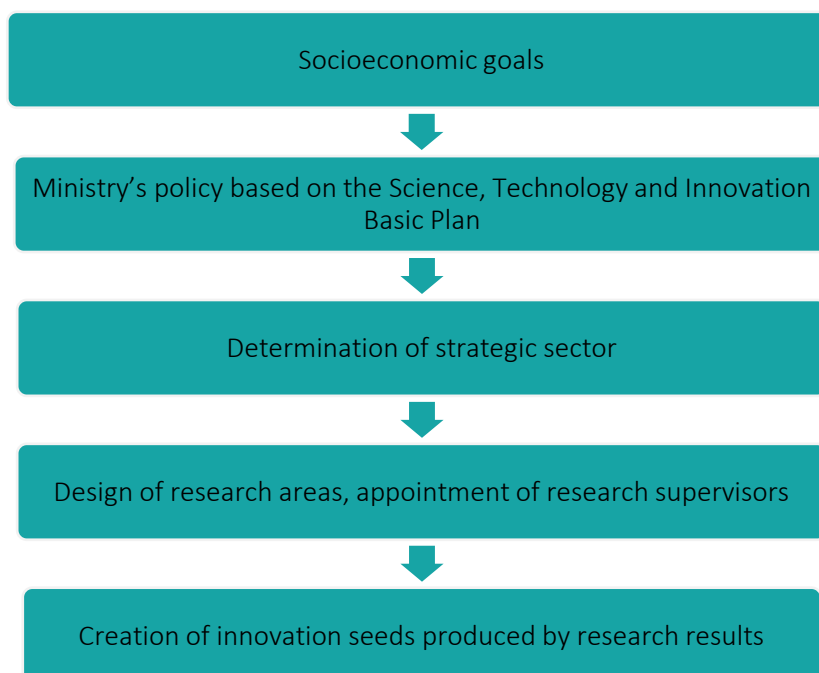 Socioeconomic goals
Ministry’s policy based on the Science, Technology and Innovation
Basic Plan
Determination of strategic sector
Design of research areas, appointment of research supervisors
Creation of innovation seeds produced by research results